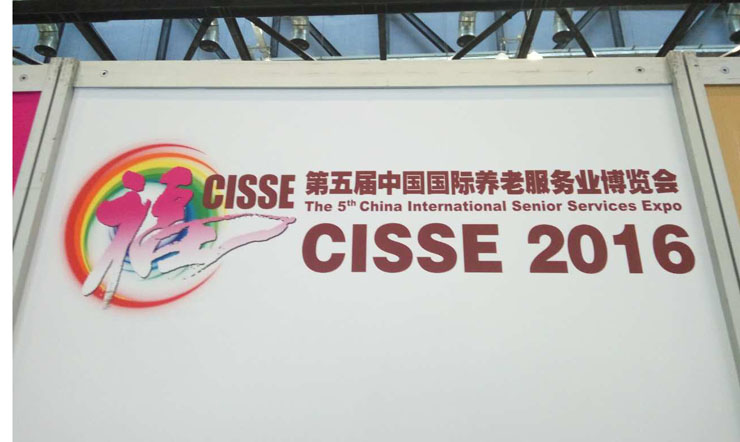 CISSE
第五届中国国际养老服务业博览会
The 5th China International Senior Services Expo
CISSE 2016